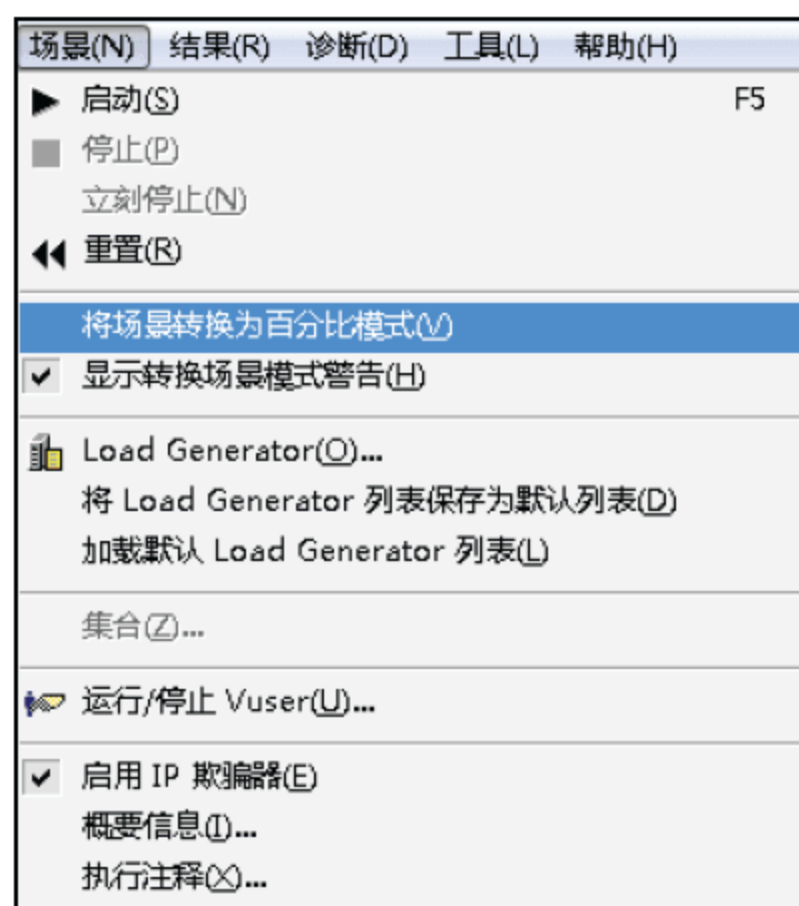 场景(N) 结果(R) 诊断(D) 工具(L) 帮助(H)
启动(S) F5
停止(P)
立刻停止(N)
重置(R)
将场景转换为百分比模式(V)
显示转换场景模式警告(H)
Load Generator(O)...
将 Load Generator 列表保存为默认列表(D)
加载默认 Load Generator 列表(L)
集合(Z)...
运行/停止 Vuser(U)...
启用 IP 欺骗器(E)
概要信息(I)...
执行注释(X)...